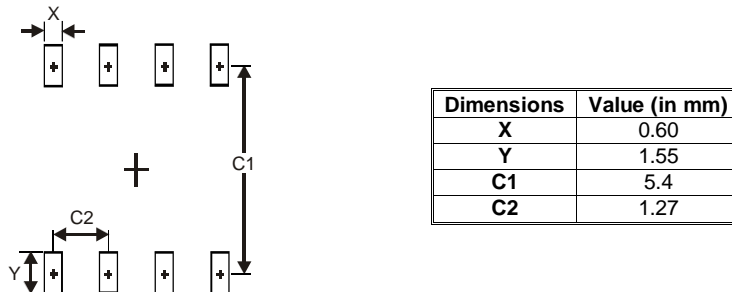 X
C1
C2
Y
Dimensions Value (in mm)
X 0.60
Y 1.55
C1 5.4
C2 1.27